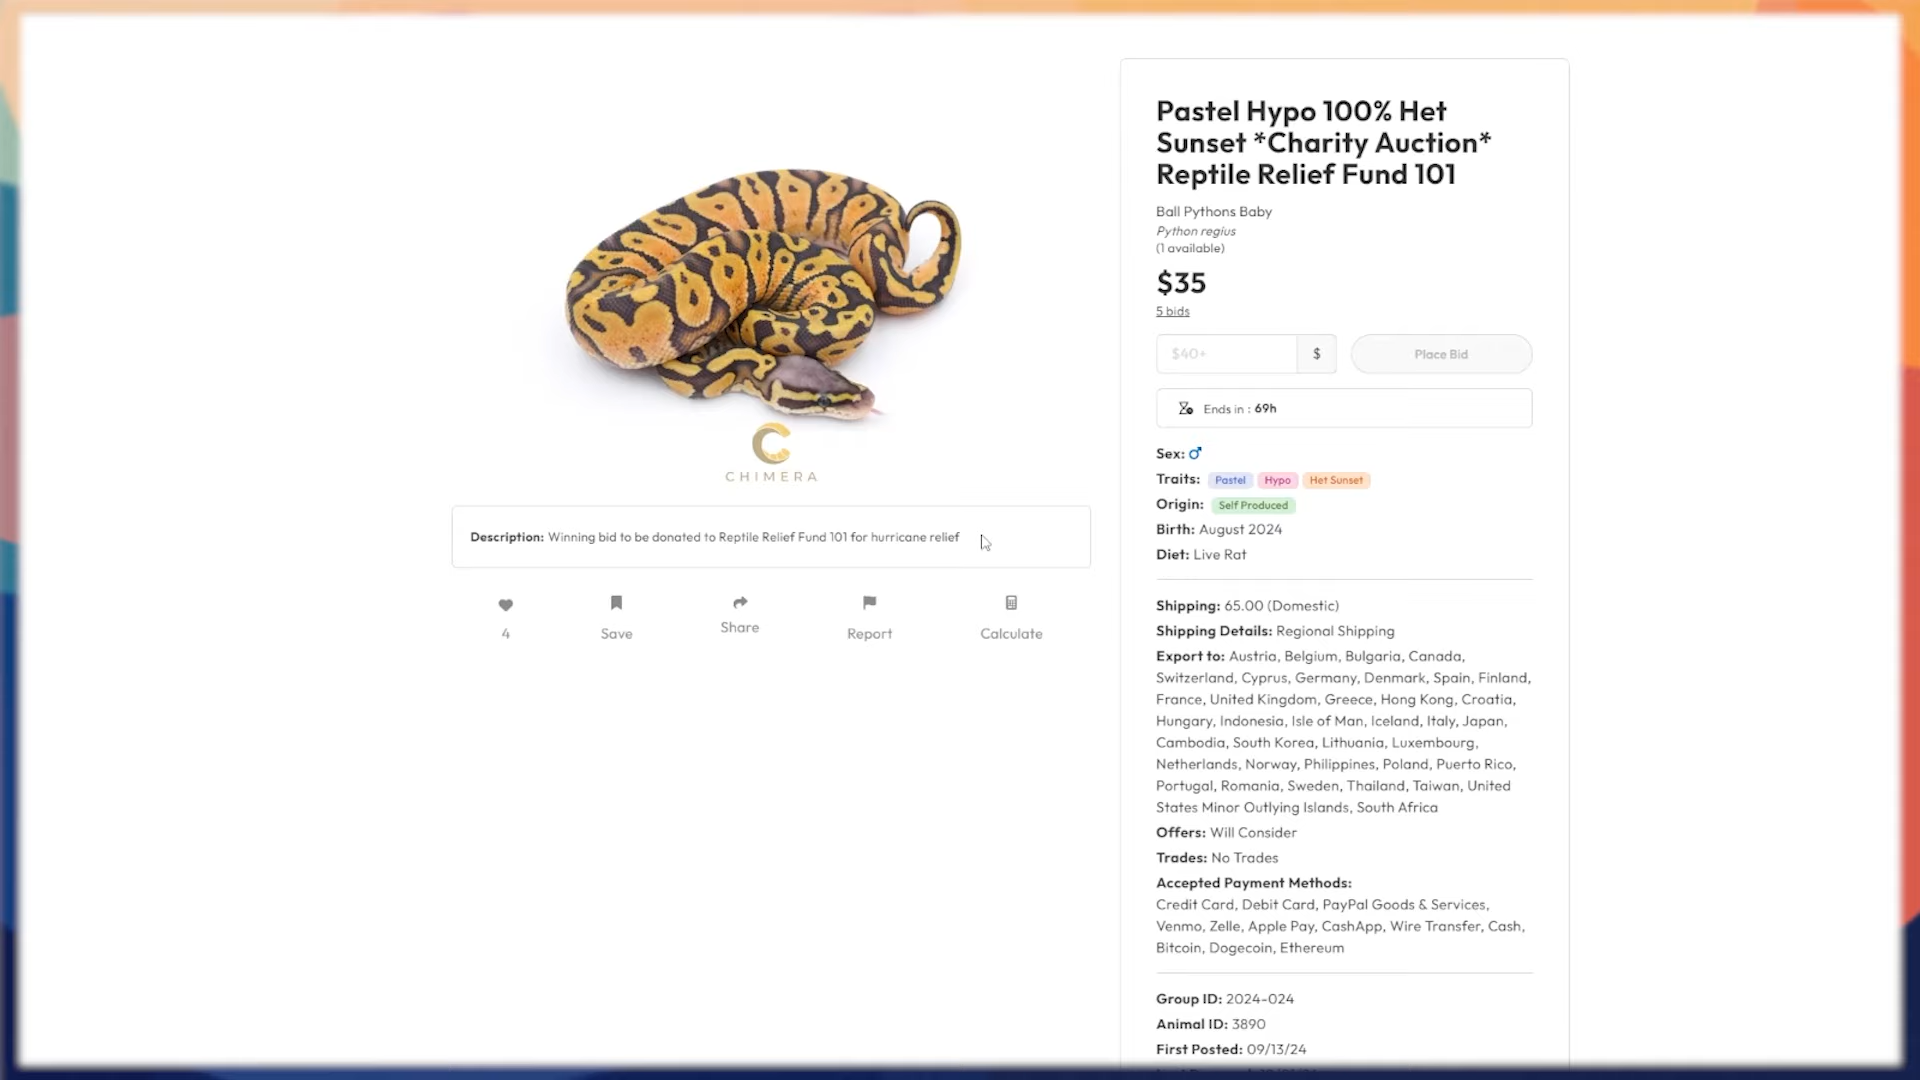 CHIMERA
Description: Winning bid to be donated to Reptile Relief Fund 101 for hurricane relief
4
Save
Share
Report
Calculate
Pastel Hypo 100% Het
Sunset *Charity Auction*
Reptile Relief Fund 101
Ball Pythons Baby
Python regius
(1 available)
$35
5 bids
$40+
$
Place Bid
Ends in : 69h
Sex:
Traits: Pastel Hypo Het Sunset
Origin: Self Produced
Birth: August 2024
Diet: Live Rat
Shipping: 65.00 (Domestic)
Shipping Details: Regional Shipping
Export to: Austria, Belgium, Bulgaria, Canada,
Switzerland, Cyprus, Germany, Denmark, Spain, Finland,
France, United Kingdom, Greece, Hong Kong, Croatia,
Hungary, Indonesia, Isle of Man, Iceland, Italy, Japan,
Cambodia, South Korea, Lithuania, Luxembourg,
Netherlands, Norway, Philippines, Poland, Puerto Rico,
Portugal, Romania, Sweden, Thailand, Taiwan, United
States Minor Outlying Islands, South Africa
Offers: Will Consider
Trades: No Trades
Accepted Payment Methods:
Credit Card, Debit Card, PayPal Goods & Services,
Venmo, Zelle, Apple Pay, CashApp, Wire Transfer, Cash,
Bitcoin, Dogecoin, Ethereum
Group ID: 2024-024
Animal ID: 3890
First Posted: 09/13/24